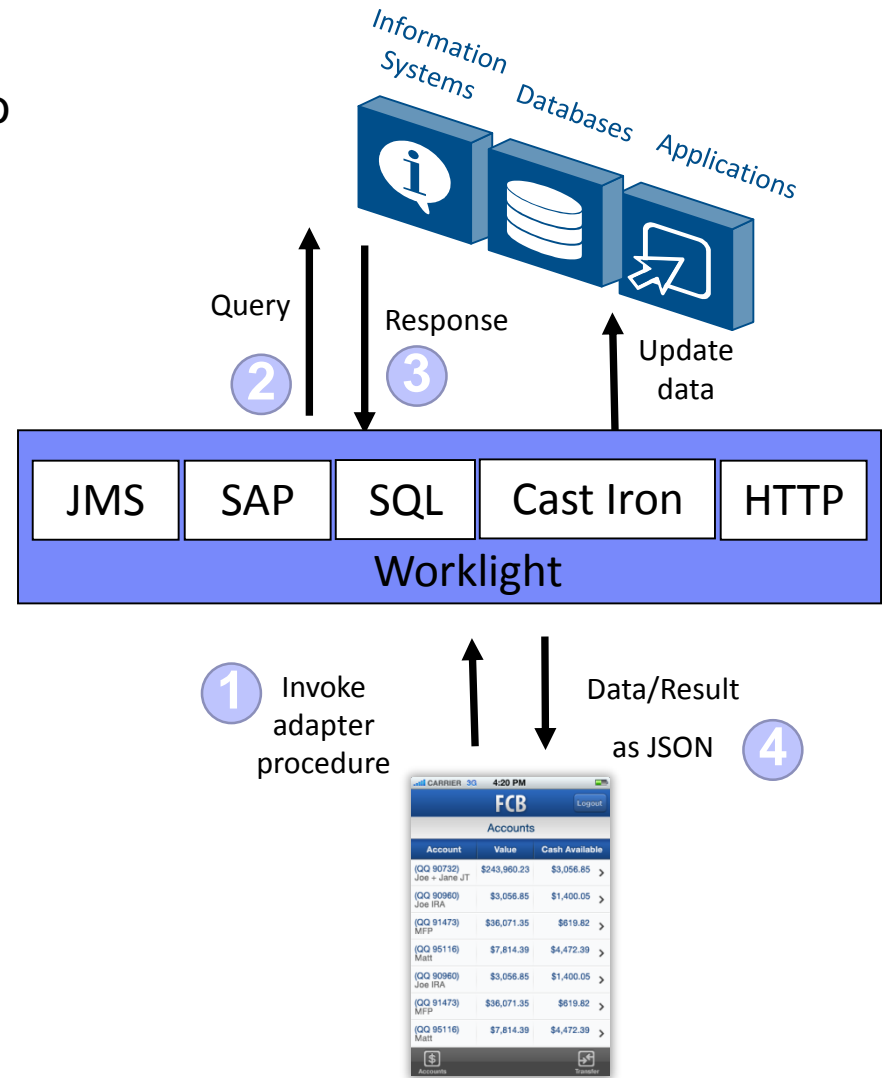 o
Information
Systems
Databases
Applications
Query
2
Response
3
Update
data
JMS SAP SQL Cast Iron HTTP
Worklight
1
Invoke
adapter
procedure
Data/Result
as JSON
4
CARRIER 3G 4:20 PM
FCB Logout
Accounts
Account Value Cash Available
(QQ 90732) $243,960.23 $3,056.85
Joe + Jane JT
(QQ 90960) $3,056.85 $1,400.05
Joe IRA
(QQ 91473) $36,071.35 $619.82
MFP
(QQ 95116) $7,814.39 $4,472.39
Matt
(QQ 90960) $3,056.85 $1,400.05
Joe IRA
(QQ 91473) $36,071.35 $619.82
MFP
(QQ 95116) $7,814.39 $4,472.39
Matt
Accounts Transfer